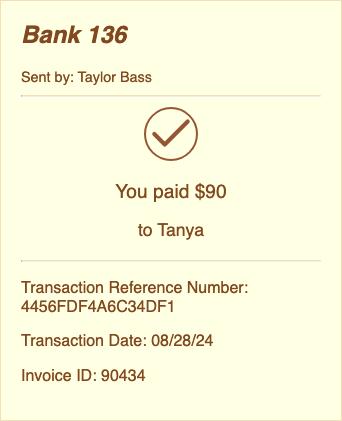 Bank 136
Sent by: Taylor Bass
You paid $90
to Tanya
Transaction Reference Number:
4456FDF4A6C34DF1
Transaction Date: 08/28/24
Invoice ID: 90434